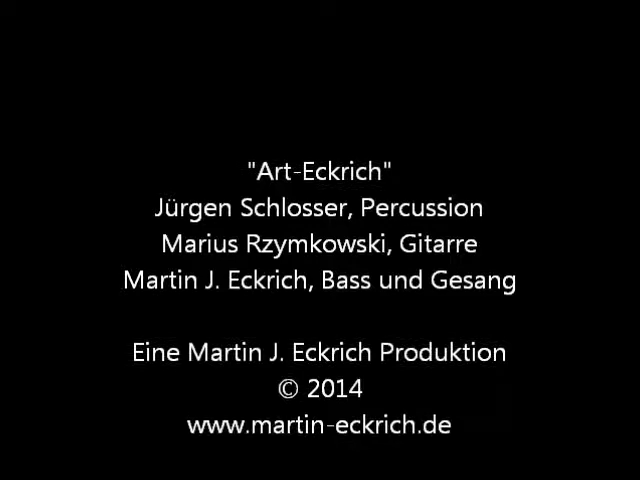 "Art-Eckrich"
Jürgen Schlosser, Percussion
Marius Rzymkowski, Gitarre
Martin J. Eckrich, Bass und Gesang
Eine Martin J. Eckrich Produktion
© 2014
www.martin-eckrich.de